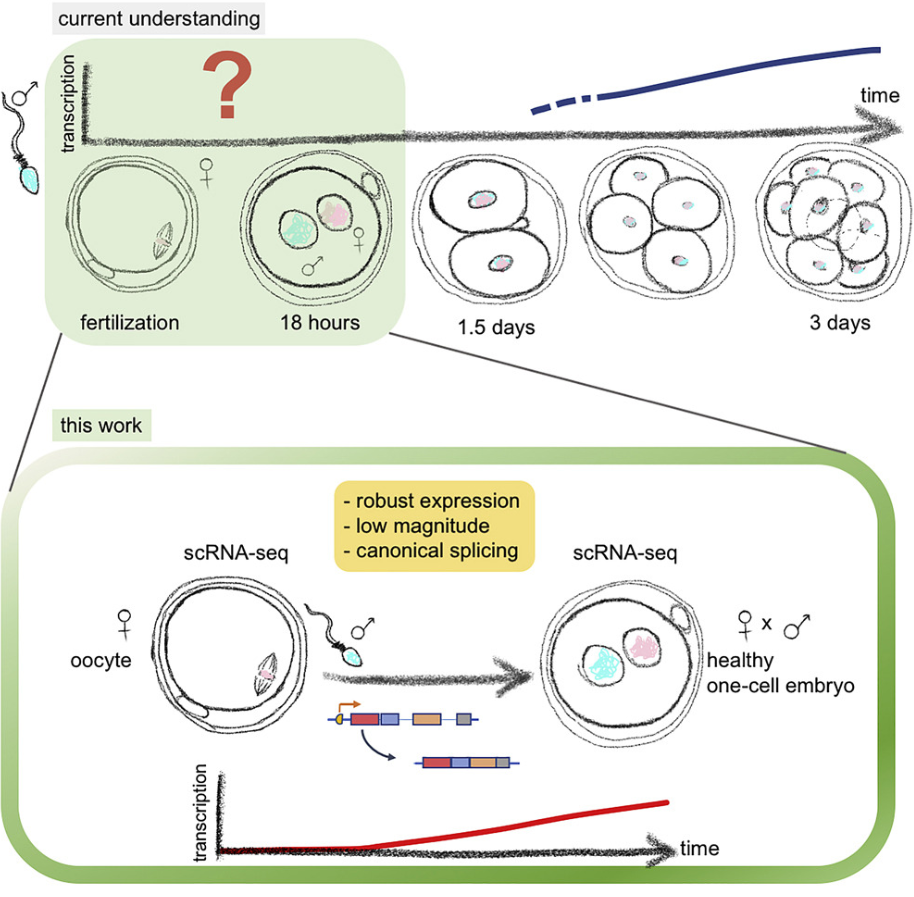 current understanding
transcription
?
time
♂
♀
♂
♀
fertilization
18 hours
1.5 days
3 days
this work
- robust expression
- low magnitude
- canonical splicing
scRNA-seq
scRNA-seq
♀
oocyte
♂
♀ x ♂
healthy
one-cell embryo
transcription
time